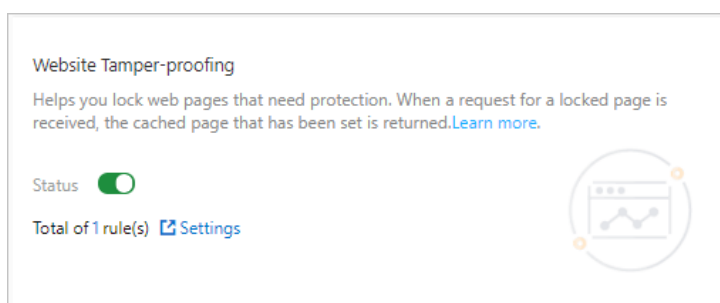 Website Tamper-proofing
Helps you lock web pages that need protection. When a request for a locked page is
received, the cached page that has been set is returned.Learn more.
Status
Total of 1 rule(s) Settings